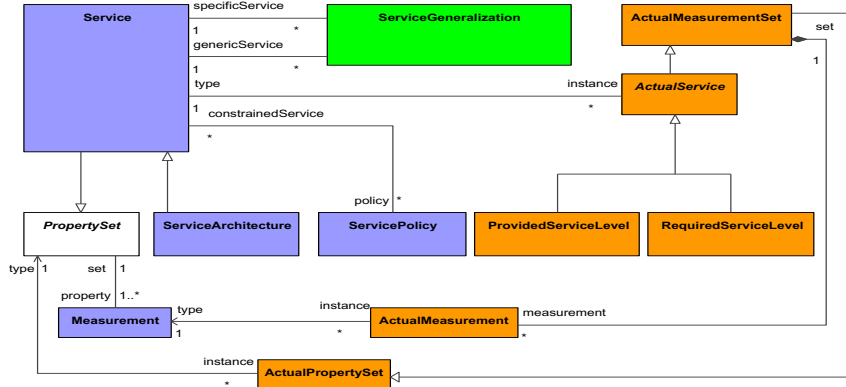 specificService
Service
ServiceGeneralization
ActualMeasurementSet
1
*
set
genericService
1
*
1
type
instance
ActualService
1
*
constrainedService
*
policy
*
PropertySet
ServiceArchitecture
ServicePolicy
ProvidedServiceLevel
RequiredServiceLevel
type
1
set
1
property
1..*
type
instance
measurement
Measurement
ActualMeasurement
1
*
*
instance
ActualPropertySet
*